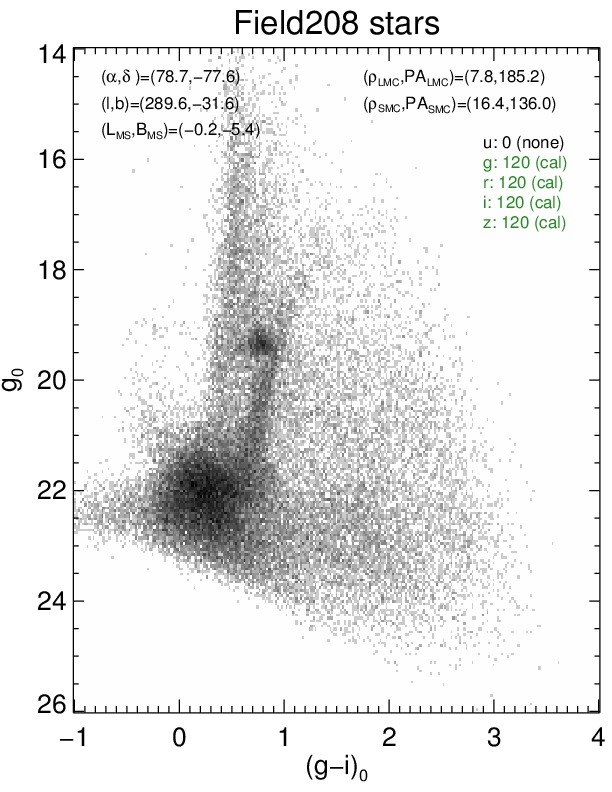 Field208 stars
14
(α,δ )=(78.7,−77.6)
(ρLMC,PALMC)=(7.8,185.2)
(l,b)=(289.6,−31.6)
(ρSMC,PASMC)=(16.4,136.0)
(LMS,BMS)=(−0.2,−5.4)
u: 0 (none)
16
g: 120 (cal)
r: 120 (cal)
i: 120 (cal)
z: 120 (cal)
18
g0
20
22
24
26
−1 0 1 2 3 4
(g−i)0